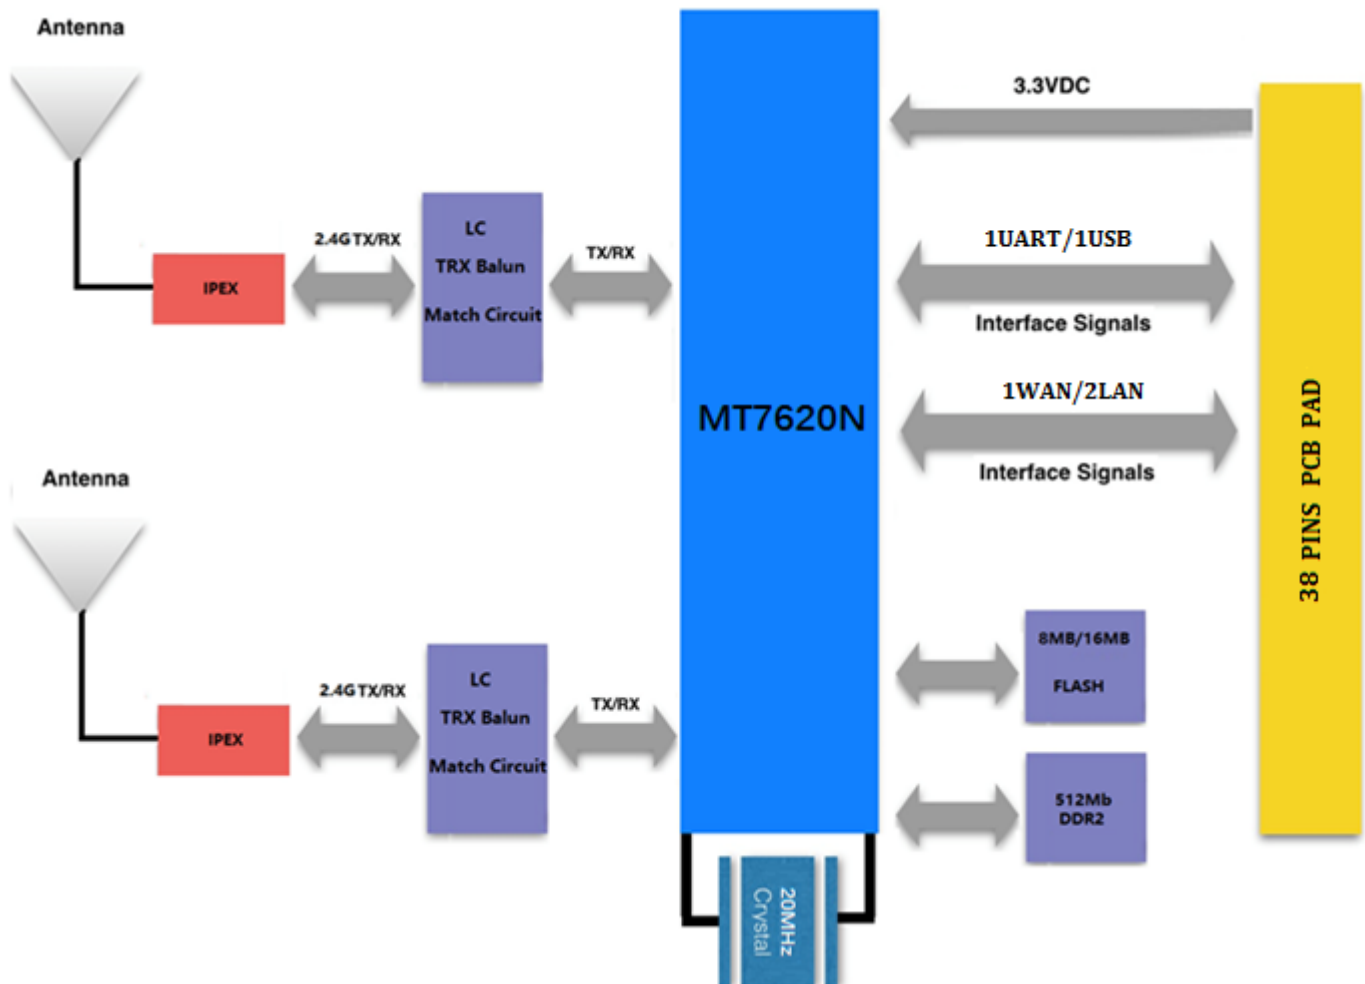 Antenna
IPEX
2.4G TX/RX
LC
TRX Balun
Match Circuit
TX/RX
Antenna
IPEX
2.4G TX/RX
LC
TRX Balun
Match Circuit
TX/RX
MT7620N
20MHz
Crystal
3.3VDC
1UART/1USB
Interface Signals
1WAN/2LAN
Interface Signals
8MB/16MB
FLASH
512Mb
DDR2
38 PINS PCB PAD